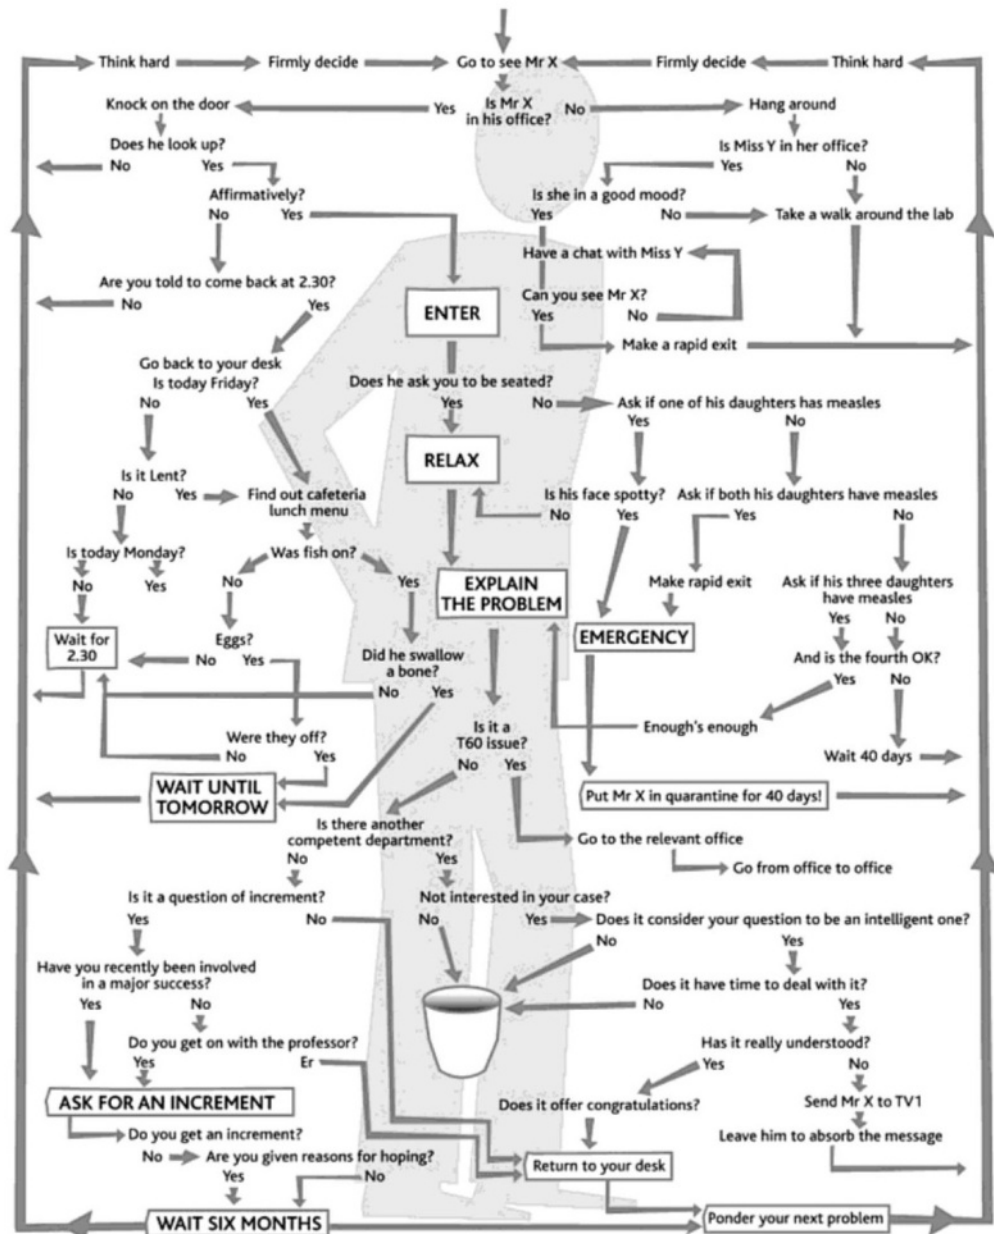 Think hard
Firmly decide
Go to see Mr X
Firmly decide
Think hard
Knock on the door
Yes
Is Mr X
in his office?
No
Hang around
Does he look up?
No
Yes
Is Miss Y in her office?
Yes
No
Affirmatively?
No
Yes
Is she in a good mood?
Yes
No
Take a walk around the lab
Have a chat with Miss Y
Are you told to come back at 2.30?
No
Yes
ENTER
Can you see Mr X?
Yes
No
Make a rapid exit
Go back to your desk
Is today Friday?
No
Yes
Does he ask you to be seated?
Yes
No
Ask if one of his daughters has measles
Yes
No
RELAX
Is it Lent?
No
Yes
Find out cafeteria
lunch menu
Is his face spotty?
No
Yes
Ask if both his daughters have measles
Yes
No
Is today Monday?
No
Yes
Was fish on?
No
Yes
EXPLAIN
THE PROBLEM
Make rapid exit
Ask if his three daughters
have measles
Yes
No
Wait for
2.30
Eggs?
No
Yes
Did he swallow
a bone?
No
Yes
EMERGENCY
And is the fourth OK?
Yes
No
Enough's enough
Were they off?
No
Yes
Is it a
T60 issue?
No
Yes
Wait 40 days
WAIT UNTIL
TOMORROW
Put Mr X in quarantine for 40 days!
Is there another
competent department?
No
Yes
Go to the relevant office
Go from office to office
Is it a question of increment?
Yes
No
Not interested in your case?
No
Yes
Does it consider your question to be an intelligent one?
No
Yes
Have you recently been involved
in a major success?
Yes
No
Does it have time to deal with it?
No
Yes
Do you get on with the professor?
Yes
Er
Has it really understood?
Yes
No
ASK FOR AN INCREMENT
Does it offer congratulations?
Send Mr X to TV1
Do you get an increment?
Leave him to absorb the message
No
Are you given reasons for hoping?
Yes
No
Return to your desk
WAIT SIX MONTHS
Ponder your next problem